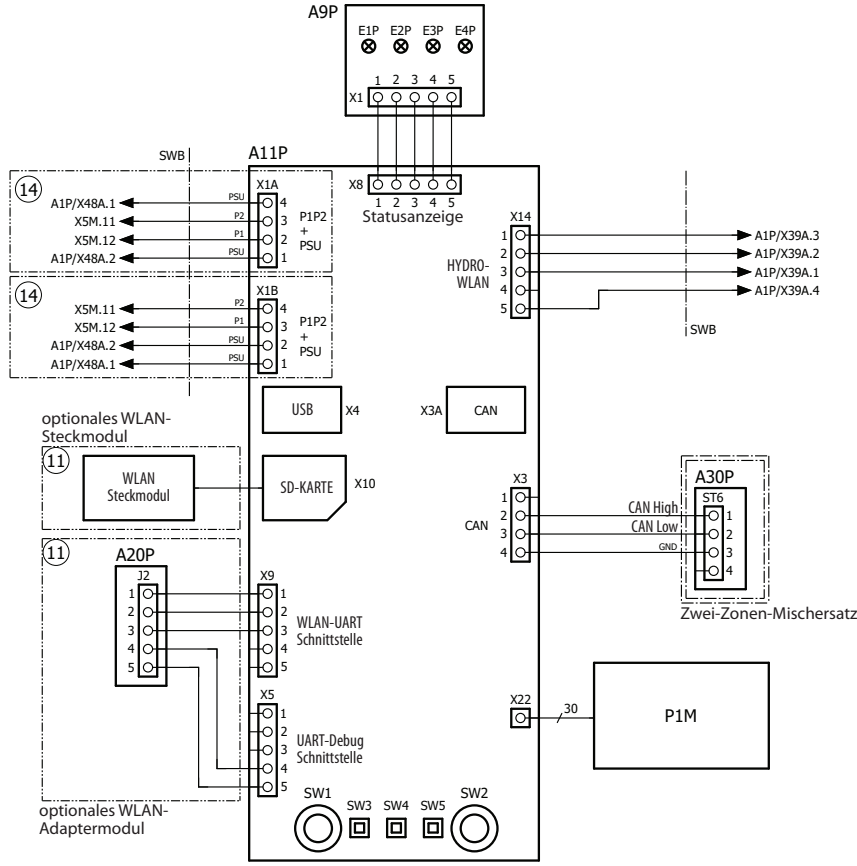 A9P
E1P E2P E3P E4P
1 2 3 4 5
X1
SWB
A11P
14
X1A
X8
1 2 3 4 5
Statusanzeige
A1P/X48A.1 PSU 4
X5M.11 P2 3
X5M.12 P1 2
A1P/X48A.2 PSU 1
P1P2
+
PSU
14
X1B
X5M.11 P2 4
X5M.12 P1 3
A1P/X48A.2 PSU 2
A1P/X48A.1 PSU 1
P1P2
+
PSU
X14
1 A1P/X39A.3
2 A1P/X39A.2
3 A1P/X39A.1
4
5 A1P/X39A.4
HYDRO-
WLAN
SWB
USB X4
X3A CAN
optionales WLAN-
Steckmodul
11
WLAN
Steckmodul
SD-KARTE X10
X3
1
2
3
4
CAN
CAN High
CAN Low
GND
A30P
ST6
1
2
3
4
Zwei-Zonen-Mischersatz
11
A20P
J2
1
2
3
4
5
X9
1
2
3
4
5
WLAN-UART
Schnittstelle
X5
1
2
3
4
5
UART-Debug
Schnittstelle
optionales WLAN-
Adaptermodul
X22
30
P1M
SW1 SW3 SW4 SW5 SW2